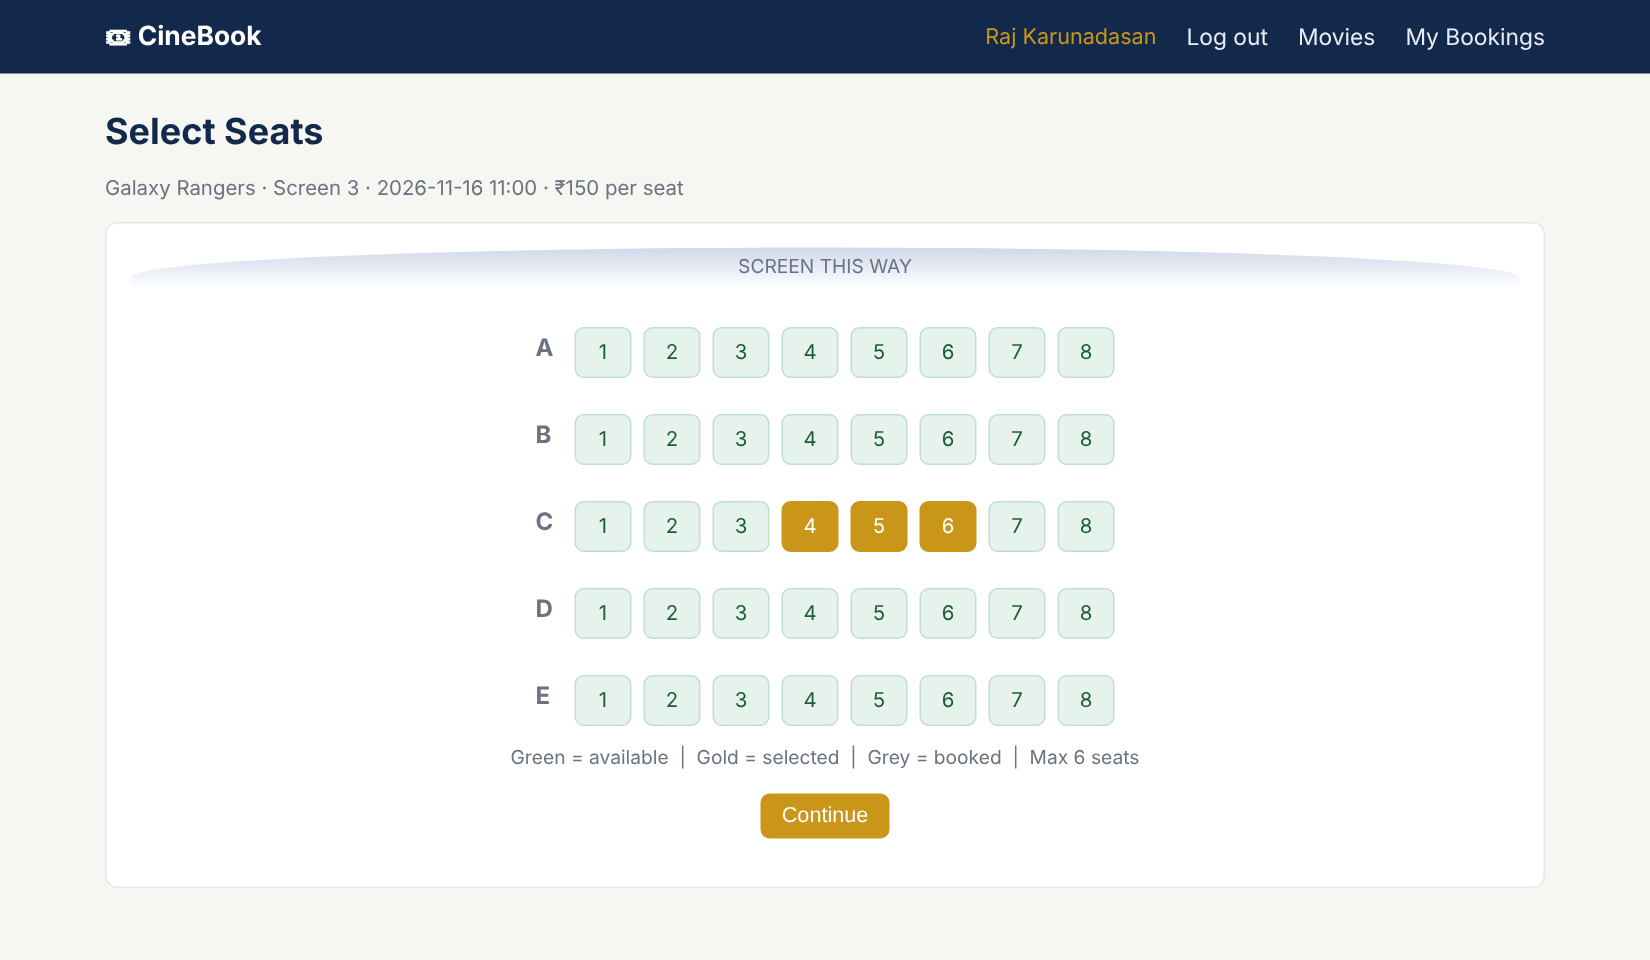 CineBook
Raj Karunadasan Log out Movies My Bookings
Select Seats
Galaxy Rangers · Screen 3 · 2026-11-16 11:00 · ₹150 per seat
SCREEN THIS WAY
A 1 2 3 4 5 6 7 8
B 1 2 3 4 5 6 7 8
C 1 2 3 4 5 6 7 8
D 1 2 3 4 5 6 7 8
E 1 2 3 4 5 6 7 8
Green = available | Gold = selected | Grey = booked | Max 6 seats
Continue